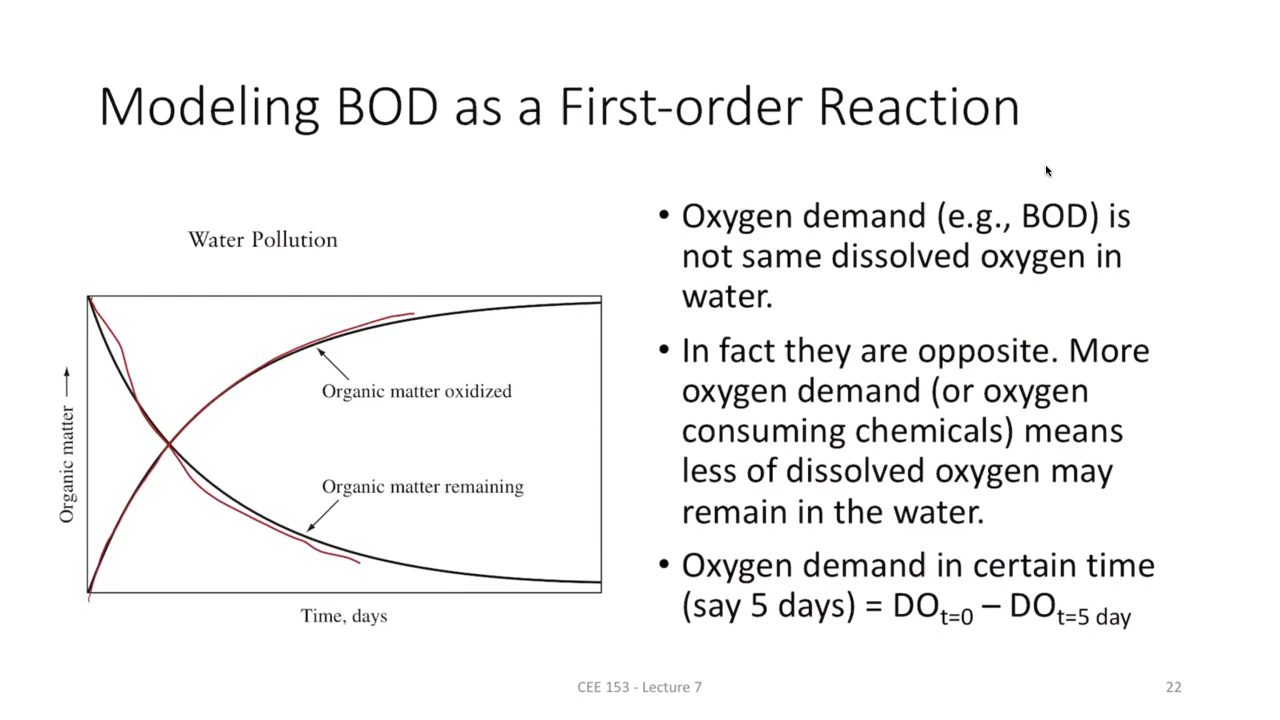 Modeling BOD as a First-order Reaction
Water Pollution
Organic matter
Organic matter oxidized
Organic matter remaining
Time, days
• Oxygen demand (e.g., BOD) is
not same dissolved oxygen in
water.
• In fact they are opposite. More
oxygen demand (or oxygen
consuming chemicals) means
less of dissolved oxygen may
remain in the water.
• Oxygen demand in certain time
(say 5 days) = DOt=0 – DOt=5 day
CEE 153 - Lecture 7
22